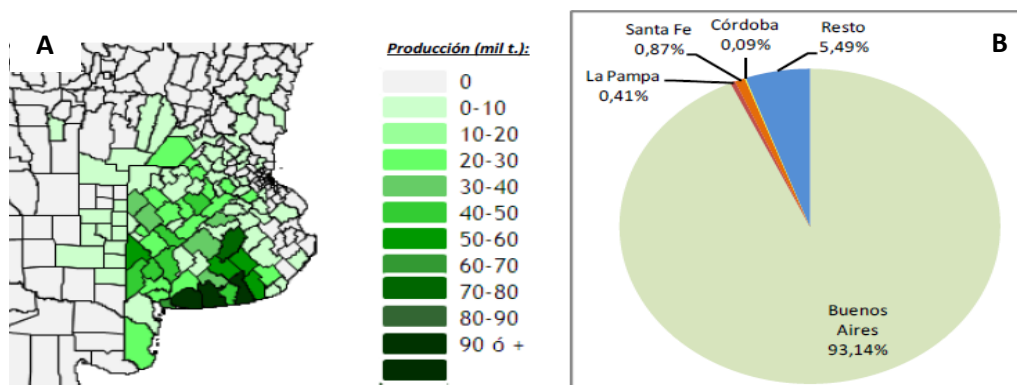 A
Producción (mil t.):
0
0-10
10-20
20-30
30-40
40-50
50-60
60-70
70-80
80-90
90 ó +
B
Santa Fe
0,87%
Córdoba
0,09%
Resto
5,49%
La Pampa
0,41%
Buenos
Aires
93,14%